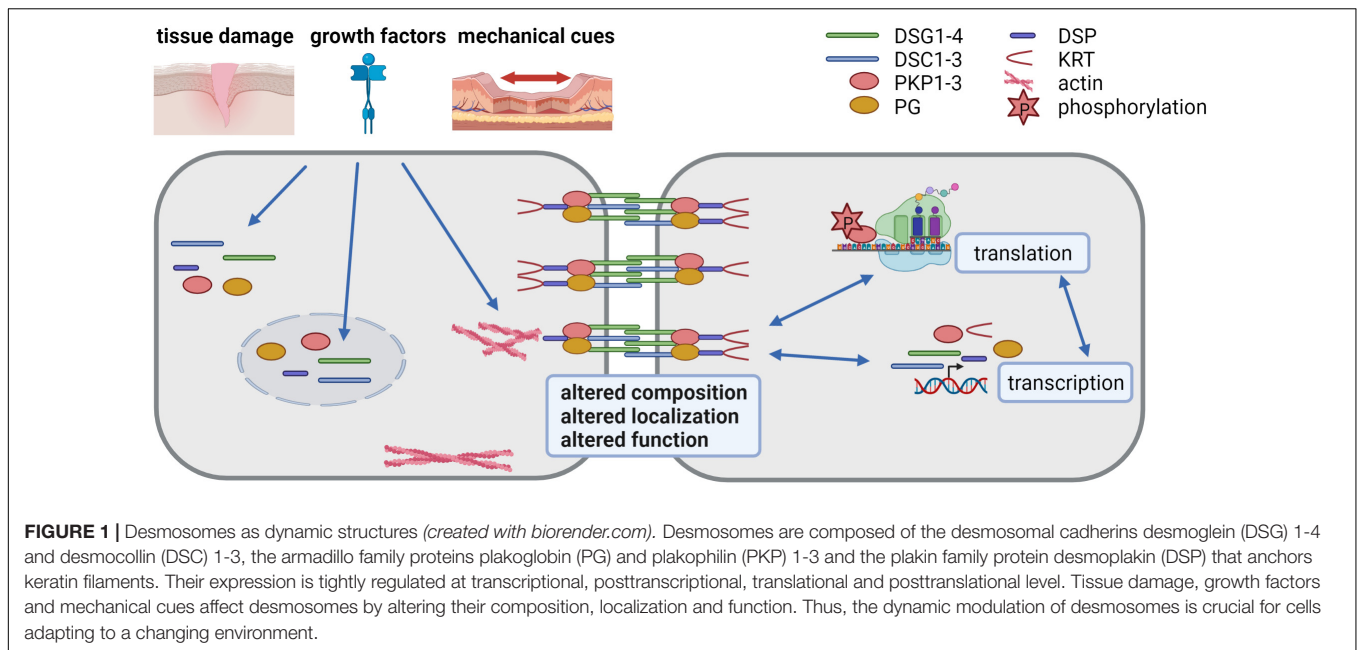 tissue damage growth factors mechanical cues
DSG1-4
DSC1-3
PKP1-3
PG
DSP
KRT
actin
P phosphorylation
P
translation
transcription
altered composition
altered localization
altered function
FIGURE 1 | Desmosomes as dynamic structures (created with biorender.com). Desmosomes are composed of the desmosomal cadherins desmoglein (DSG) 1-4
and desmocollin (DSC) 1-3, the armadillo family proteins plakoglobin (PG) and plakophilin (PKP) 1-3 and the plakin family protein desmoplakin (DSP) that anchors
keratin filaments. Their expression is tightly regulated at transcriptional, posttranscriptional, translational and posttranslational level. Tissue damage, growth factors
and mechanical cues affect desmosomes by altering their composition, localization and function. Thus, the dynamic modulation of desmosomes is crucial for cells
adapting to a changing environment.